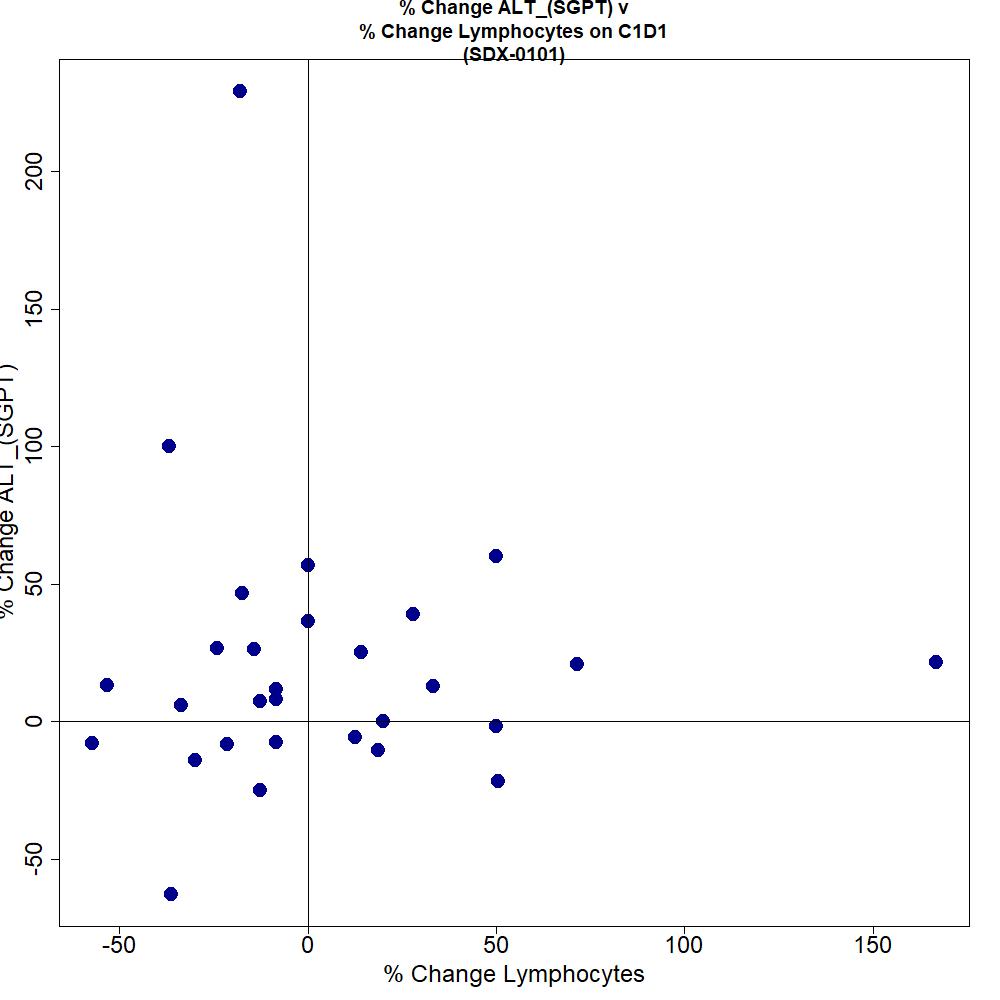 % Change ALT_(SGPT) v
% Change Lymphocytes on C1D1
(SDX-0101)
% Change ALT_(SGPT)
200
150
100
50
0
-50
-50
0
50
100
150
% Change Lymphocytes